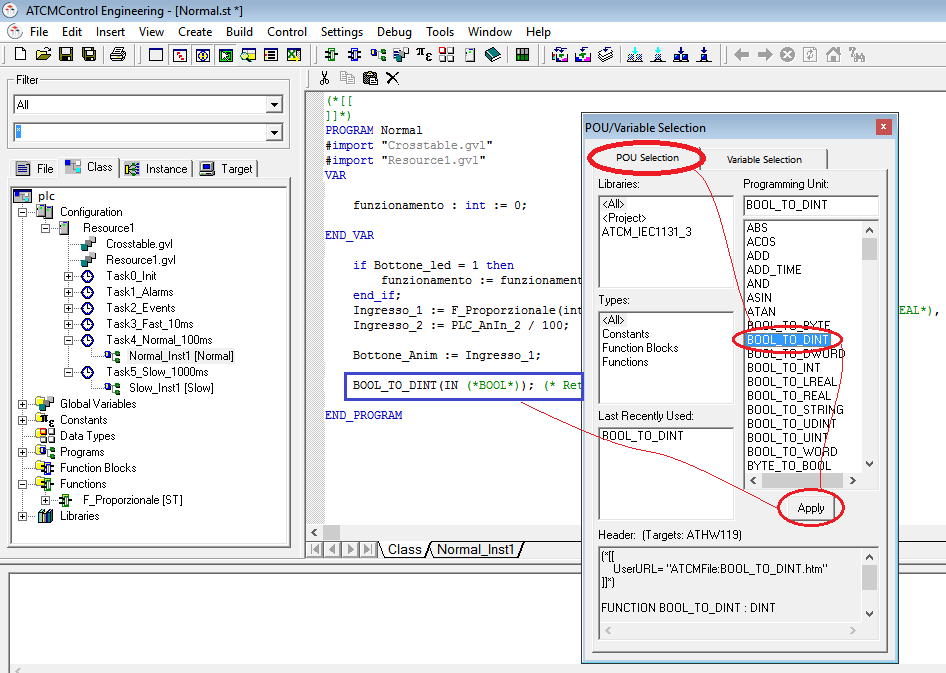 ATCMControl Engineering - [Normal.st *]
File Edit Insert View Create Build Control Settings Debug Tools Window Help
Filter
All
*
File Class Instance Target
plc
Configuration
Resource1
Crosstable.gvl
Resource1.gvl
Task0_Init
Task1_Alarms
Task2_Events
Task3_Fast_10ms
Task4_Normal_100ms
Normal_Inst1 [Normal]
Task5_Slow_1000ms
Slow_Inst1 [Slow]
Global Variables
Constants
Data Types
Programs
Function Blocks
Functions
F_Proporzionale [ST]
Libraries
(*[[
]]*)
PROGRAM Normal
#import "Crosstable.gvl"
#import "Resource1.gvl"
VAR
funzionamento : int := 0;
END_VAR
if Bottone_led = 1 then
funzionamento := funzionament
end_if;
Ingresso_1 := F_Proporzionale(int EAL*),
Ingresso_2 := PLC_AnIn_2 / 100;
Bottone_Anim := Ingresso_1;
BOOL_TO_DINT(IN (*BOOL*)); (* Ret
END_PROGRAM
Class Normal_Inst1
POU/Variable Selection
x
POU Selection Variable Selection
Libraries:
<All>
<Project>
ATCM_IEC1131_3
Types:
<All>
Constants
Function Blocks
Functions
Last Recently Used:
BOOL_TO_DINT
Programming Unit:
BOOL_TO_DINT
ABS
ACOS
ADD
ADD_TIME
AND
ASIN
ATAN
BOOL_TO_BYTE
BOOL_TO_DINT
BOOL_TO_DWORD
BOOL_TO_INT
BOOL_TO_LREAL
BOOL_TO_REAL
BOOL_TO_STRING
BOOL_TO_UDINT
BOOL_TO_UINT
BOOL_TO_WORD
BYTE_TO_BOOL
Apply
Header: (Targets: ATHW119)
(*[[
UserURL= "ATCMFile:BOOL_TO_DINT.htm"
]]*)
FUNCTION BOOL_TO_DINT : DINT